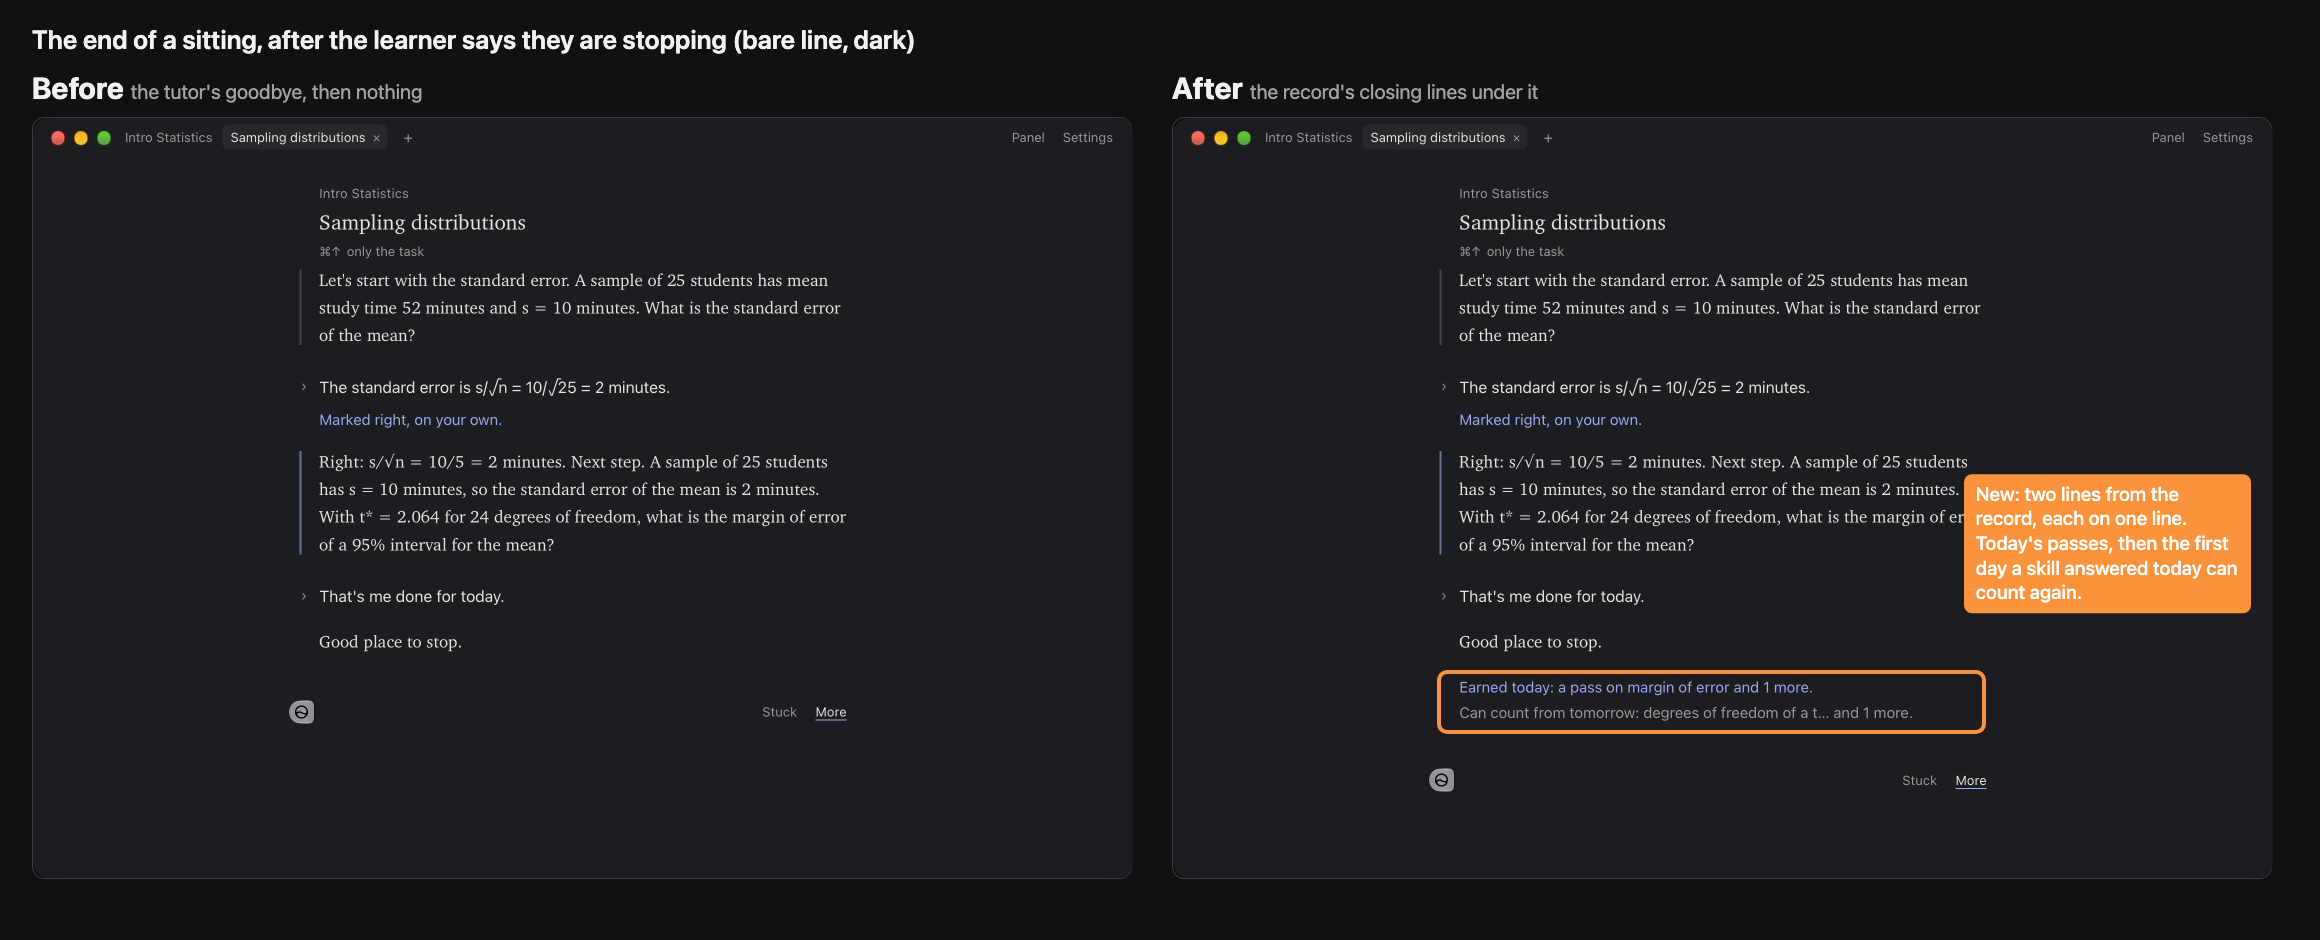 The end of a sitting, after the learner says they are stopping (bare line, dark)
Before the tutor's goodbye, then nothing
Intro Statistics Sampling distributions × + Panel Settings
Intro Statistics
Sampling distributions
⌘↑ only the task
Let's start with the standard error. A sample of 25 students has mean
study time 52 minutes and s = 10 minutes. What is the standard error
of the mean?
› The standard error is s/√n = 10/√25 = 2 minutes.
Marked right, on your own.
Right: s/√n = 10/5 = 2 minutes. Next step. A sample of 25 students
has s = 10 minutes, so the standard error of the mean is 2 minutes.
With t* = 2.064 for 24 degrees of freedom, what is the margin of error
of a 95% interval for the mean?
› That's me done for today.
Good place to stop.
Stuck More
After the record's closing lines under it
Intro Statistics Sampling distributions × + Panel Settings
Intro Statistics
Sampling distributions
⌘↑ only the task
Let's start with the standard error. A sample of 25 students has mean
study time 52 minutes and s = 10 minutes. What is the standard error
of the mean?
› The standard error is s/√n = 10/√25 = 2 minutes.
Marked right, on your own.
Right: s/√n = 10/5 = 2 minutes. Next step. A sample of 25 students
has s = 10 minutes, so the standard error of the mean is 2 minutes.
With t* = 2.064 for 24 degrees of freedom, what is the margin of er
of a 95% interval for the mean?
New: two lines from the
record, each on one line.
Today's passes, then the first
day a skill answered today can
count again.
› That's me done for today.
Good place to stop.
Earned today: a pass on margin of error and 1 more.
Can count from tomorrow: degrees of freedom of a t... and 1 more.
Stuck More